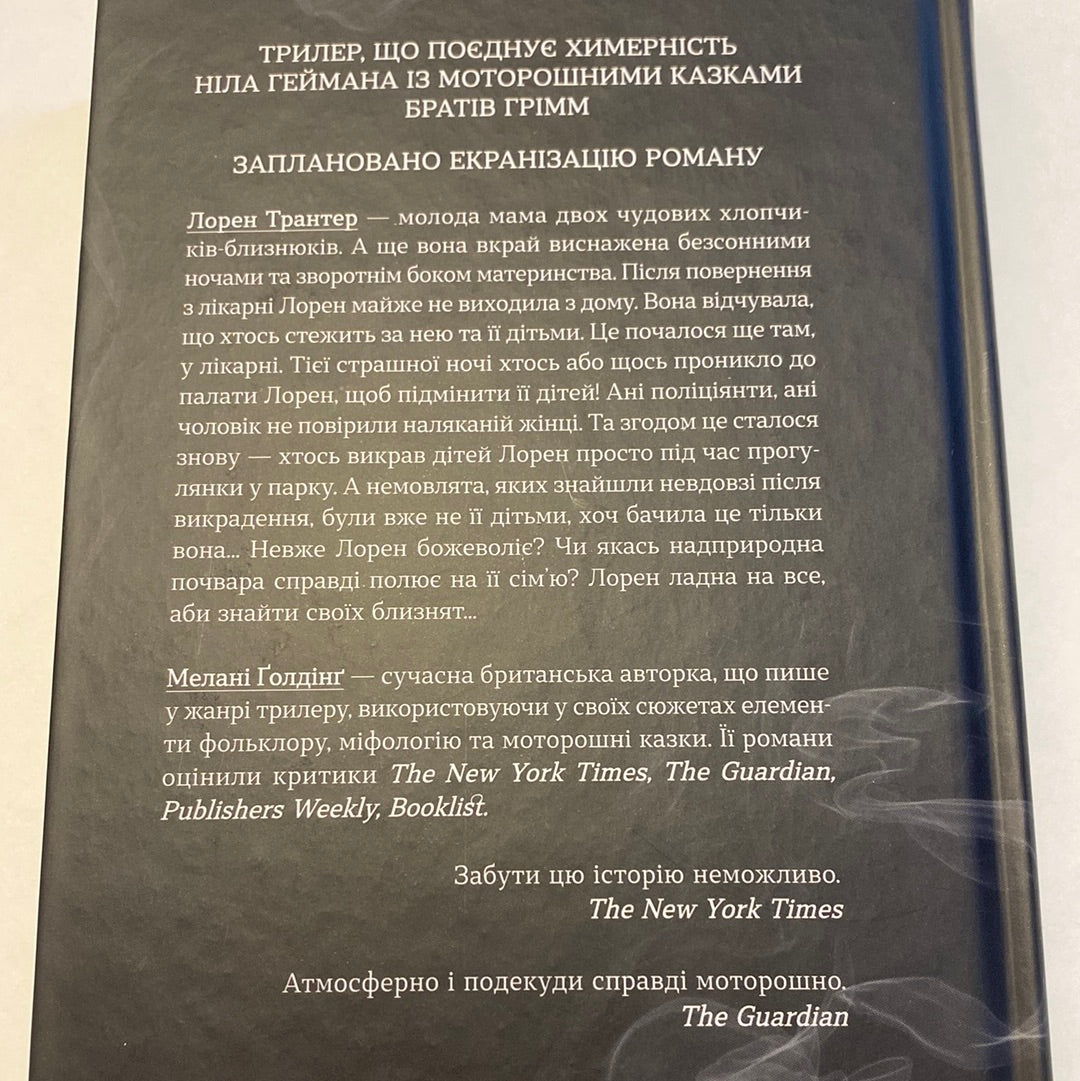 ТРИЛЕР, ЩО ПОЄДНУЄ ХИМЕРНІСТЬ
НІЛА ГЕЙМАНА ІЗ МОТОРОШНИМИ КАЗКАМИ
БРАТІВ ГРІММ
ЗАПЛАНОВАНО ЕКРАНІЗАЦІЮ РОМАНУ
Лорен Трантер — молода мама двох чудових хлопчи-
ків-близнюків. А ще вона вкрай виснажена безсонними
ночами та зворотнім боком материнства. Після повернення
з лікарні Лорен майже не виходила з дому. Вона відчувала,
що хтось стежить за нею та її дітьми. Це почалося ще там,
у лікарні. Тієї страшної ночі хтось або щось проникло до
палати Лорен, щоб підмінити її дітей! Ані поліціянти, ані
чоловік не повірили наляканій жінці. Та згодом це сталося
знову — хтось викрав дітей Лорен просто під час прогу-
лянки у парку. А немовлята, яких знайшли невдовзі після
викрадення, були вже не її дітьми, хоч бачила це тільки
вона... Невже Лорен божеволіє? Чи якась надприродна
почвара справді полює на її сім’ю? Лорен ладна на все,
аби знайти своїх близнят...
Мелані Ґолдінґ — сучасна британська авторка, що пише
у жанрі трилеру, використовуючи у своїх сюжетах елемен-
ти фольклору, міфологію та моторошні казки. Її романи
оцінили критики The New York Times, The Guardian,
Publishers Weekly, Booklist.
Забути цю історію неможливо.
The New York Times
Атмосферно і подекуди справді моторошно.
The Guardian